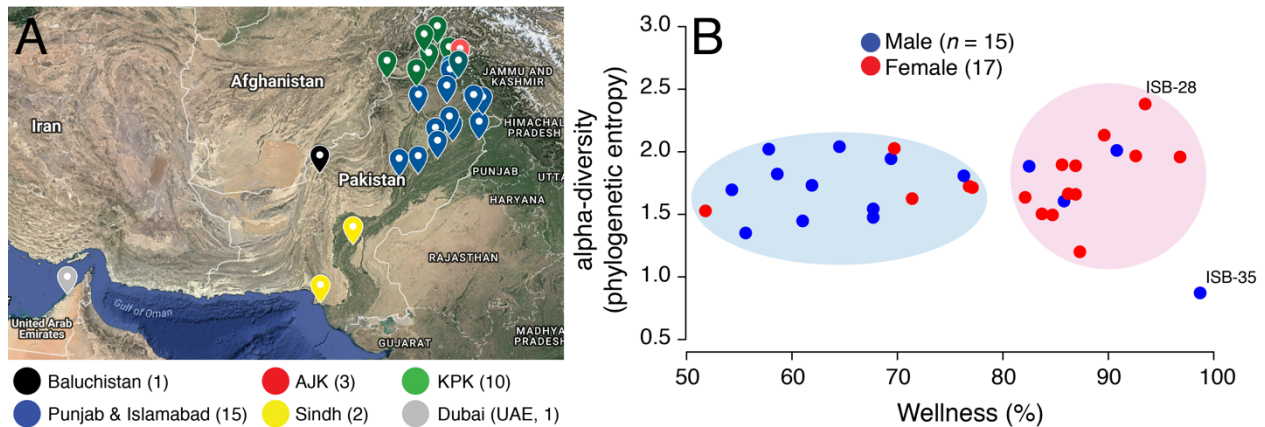 A
Afghanistan
JAMMU AND
KASHMIR
Iran
HIMACHAL
PRADESH
Pakistan
PUNJAB
UTTA
HARYANA
RAJASTHAN
Gulf of Oman
United Arab
Emirates
GUJARAT
MADHYA
PRADESH
Baluchistan (1)
AJK (3)
KPK (10)
Punjab & Islamabad (15)
Sindh (2)
Dubai (UAE, 1)
B
Male (n = 15)
Female (17)
ISB-28
ISB-35
alpha-diversity
(phylogenetic entropy)
3.0
2.5
2.0
1.5
1.0
0.5
50 60 70 80 90 100
Wellness (%)